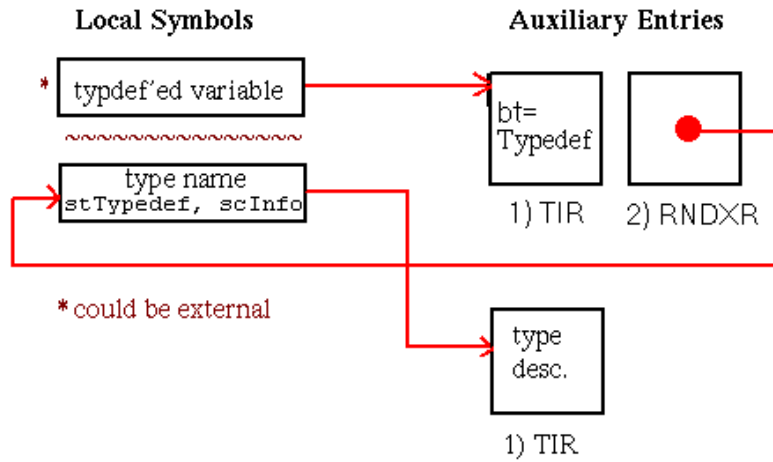 Local Symbols
Auxiliary Entries
* typdef'ed variable
bt=
Typedef
~~~~~~~~~~~~~~~
type name
stTypedef, scInfo
1) TIR
2) RNDXR
* could be external
type
desc.
1) TIR